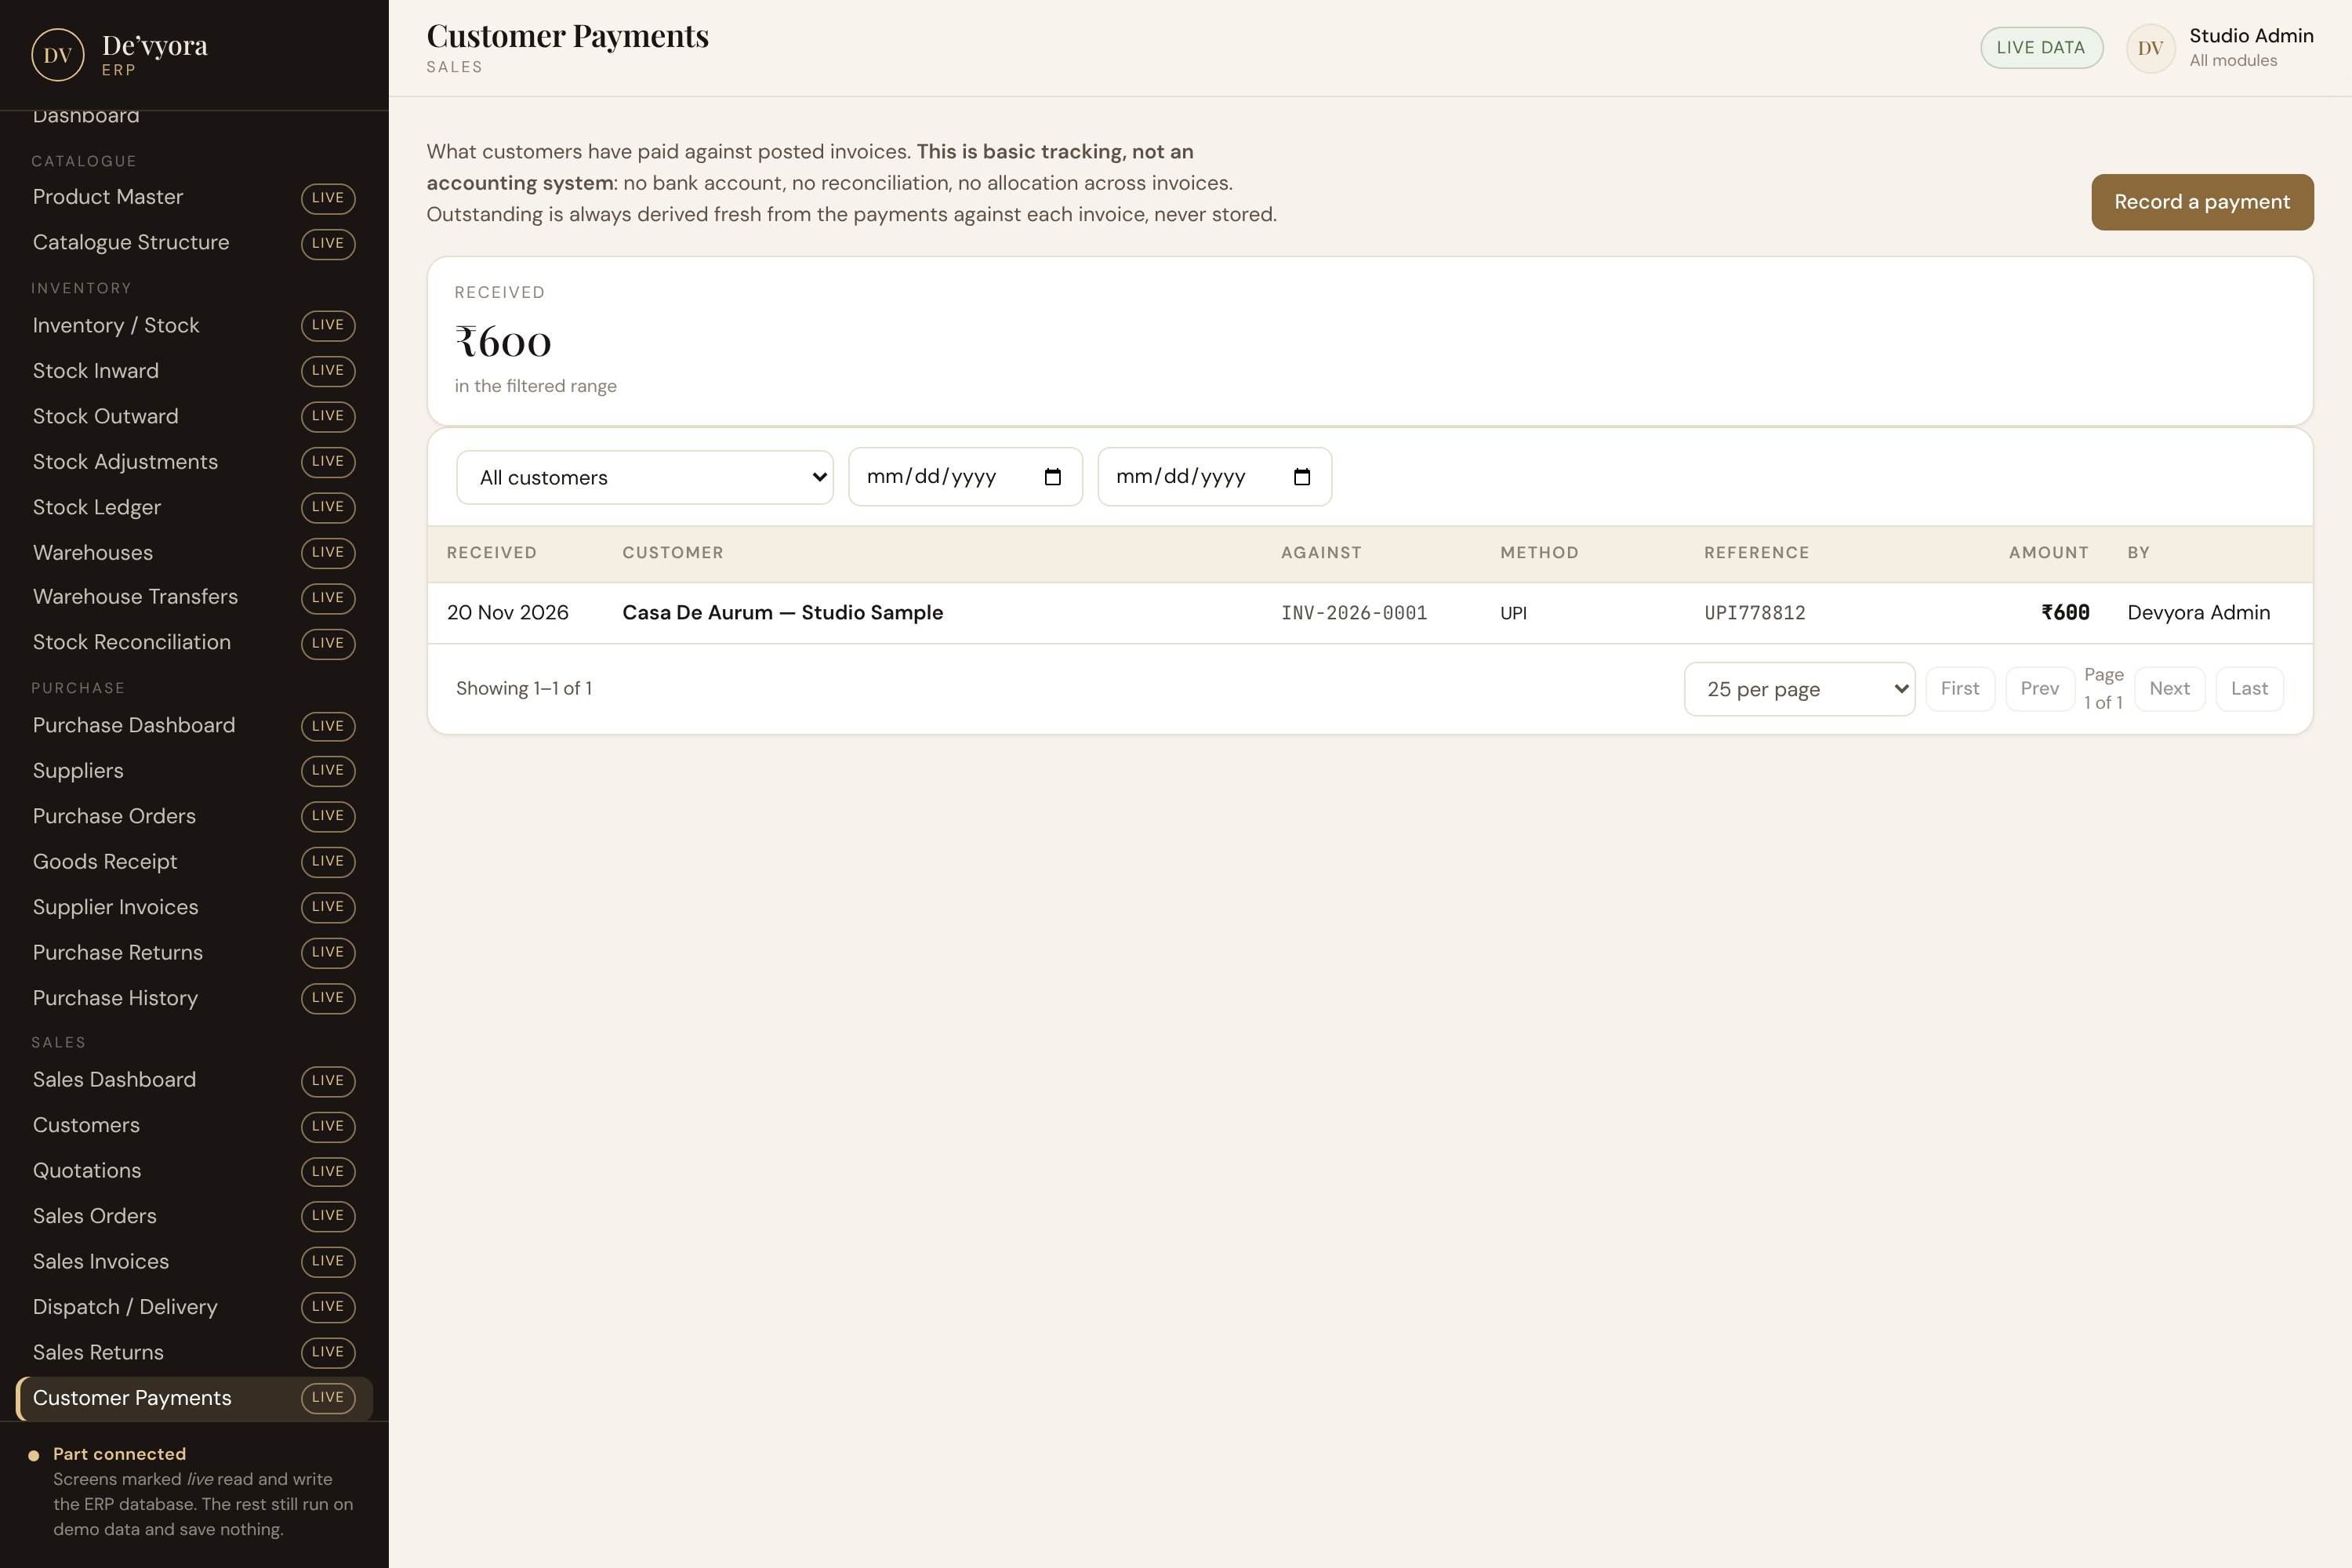 DV
De’vyora
ERP
Dashboard
CATALOGUE
Product Master LIVE
Catalogue Structure LIVE
INVENTORY
Inventory / Stock LIVE
Stock Inward LIVE
Stock Outward LIVE
Stock Adjustments LIVE
Stock Ledger LIVE
Warehouses LIVE
Warehouse Transfers LIVE
Stock Reconciliation LIVE
PURCHASE
Purchase Dashboard LIVE
Suppliers LIVE
Purchase Orders LIVE
Goods Receipt LIVE
Supplier Invoices LIVE
Purchase Returns LIVE
Purchase History LIVE
SALES
Sales Dashboard LIVE
Customers LIVE
Quotations LIVE
Sales Orders LIVE
Sales Invoices LIVE
Dispatch / Delivery LIVE
Sales Returns LIVE
Customer Payments LIVE
Part connected
Screens marked live read and write
the ERP database. The rest still run on
demo data and save nothing.
Customer Payments
SALES
LIVE DATA
DV
Studio Admin
All modules
What customers have paid against posted invoices. This is basic tracking, not an
accounting system: no bank account, no reconciliation, no allocation across invoices.
Outstanding is always derived fresh from the payments against each invoice, never stored.
Record a payment
RECEIVED
₹600
in the filtered range
All customers mm/dd/yyyy mm/dd/yyyy
RECEIVED CUSTOMER AGAINST METHOD REFERENCE AMOUNT BY
20 Nov 2026 Casa De Aurum — Studio Sample INV-2026-0001 UPI UPI778812 ₹600 Devyora Admin
Showing 1–1 of 1
25 per page First Prev Page 1 of 1 Next Last